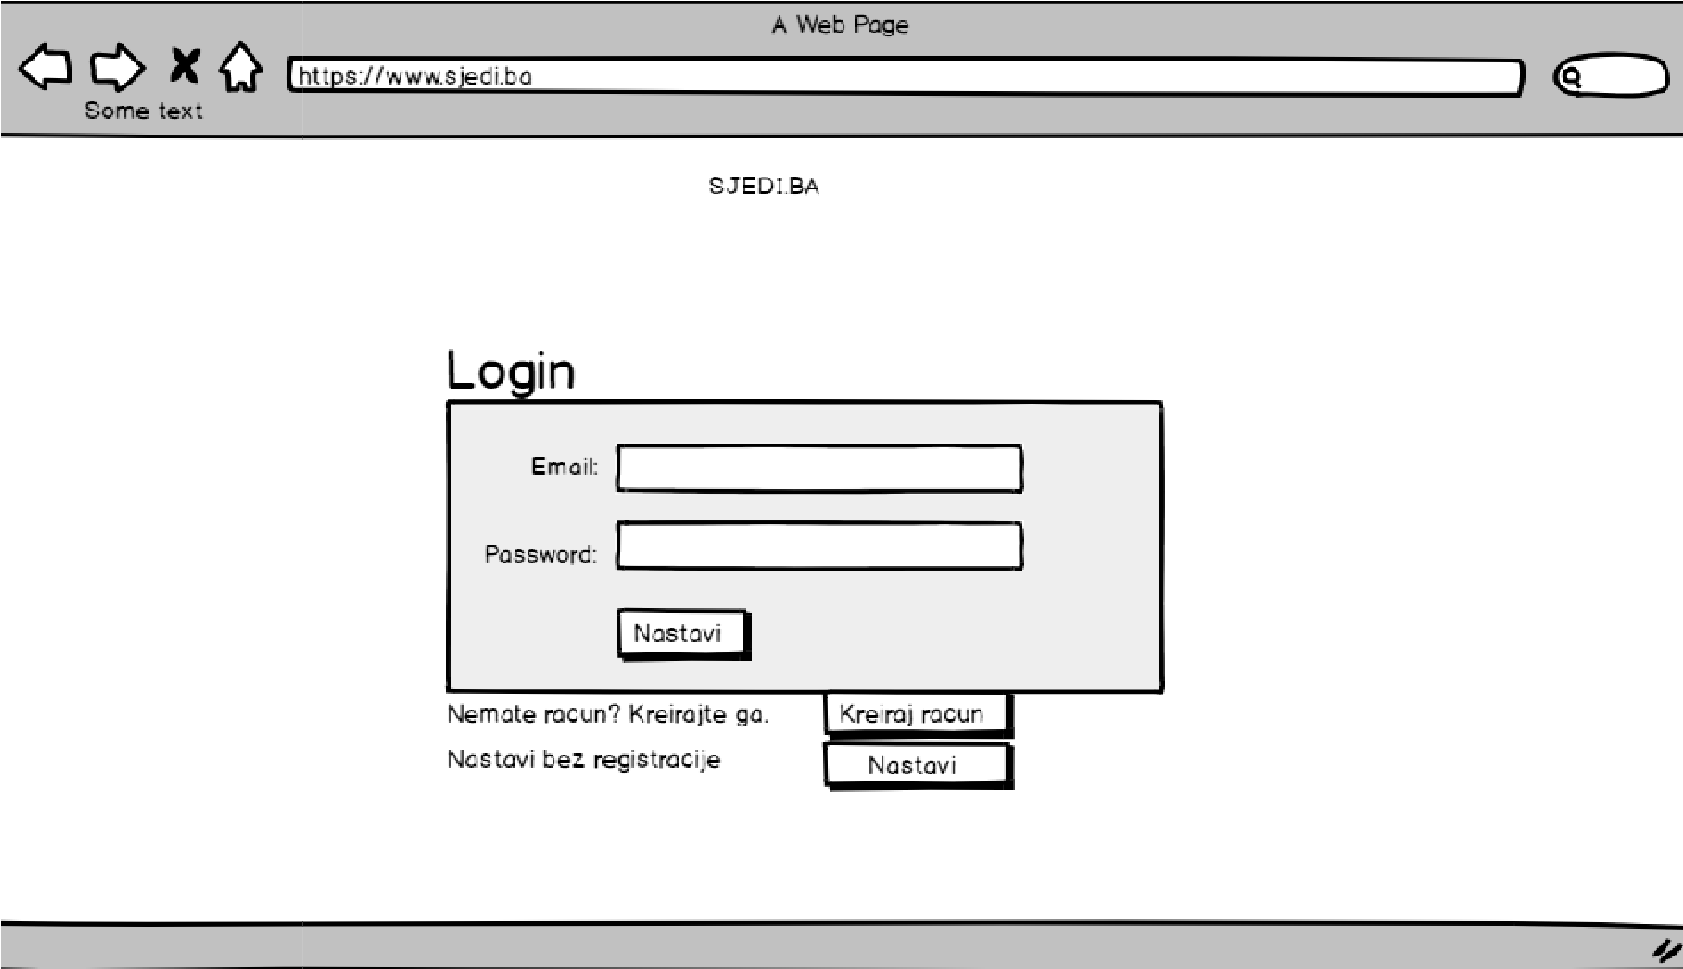 A Web Page
https://www.sjedi.ba
Some text
SJEDI.BA
Login
Email:
Password:
Nastavi
Nemate racun? Kreirajte ga.
Kreiraj racun
Nastavi bez registracije
Nastavi